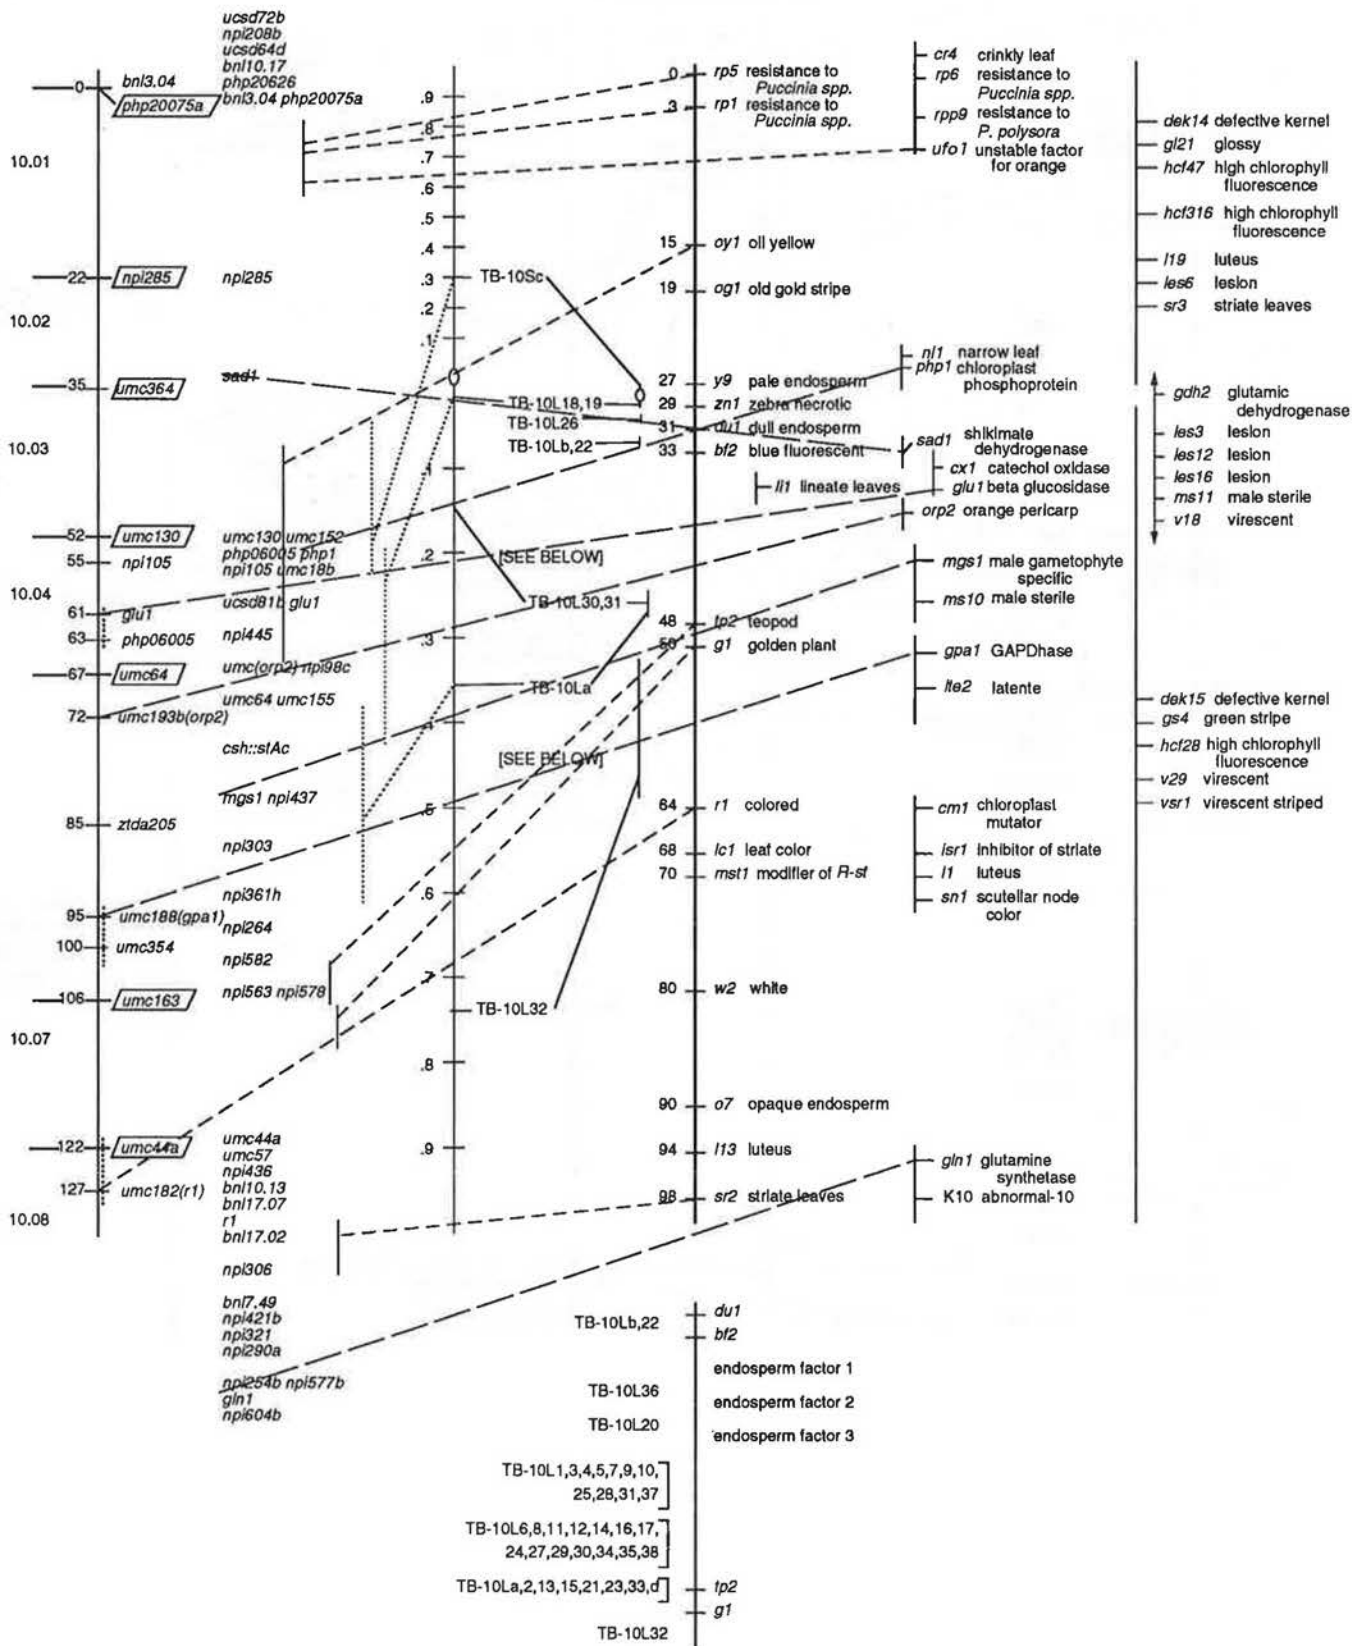 ucsd72b
npi208b
ucsd64d
bnl10.17
php20626
bnl3.04 php20075a
0 bnl3.04
php20075a
10.01
22 npi285
npi285
10.02
35 umc364
sad1
10.03
52 umc130
umc130 umc152
55 npi105
php06005 php1
npi105 umc18b
10.04
61 glu1
ucsd81b glu1
63 php06005
npi445
67 umc64
umc(orp2) npi98c
umc64 umc155
72 umc193b(orp2)
csh::stAc
mgs1 npi437
85 ztda205
npi303
npi361h
95 umc188(gpa1)
npi264
100 umc354
npi582
106 umc163
npi563 npi578
10.07
122 umc44a
umc44a
umc57
npi436
bnl10.13
127 umc182(r1)
bnl17.07
r1
10.08
bnl17.02
npi306
bnl7.49
npi421b
npi321
npi290a
npi254b npi577b
gln1
npi604b
.9
.8
.7
.6
.5
.4
.3
.2
.1
.1
.2
.3
.5
.6
.7
.8
.9
TB-10Sc
TB-10L18,19
TB-10L26
TB-10Lb,22
[SEE BELOW]
TB-10L30,31
TB-10La
[SEE BELOW]
TB-10L32
0 rp5 resistance to
Puccinia spp.
3 rp1 resistance to
Puccinia spp.
15 oy1 oil yellow
19 og1 old gold stripe
27 y9 pale endosperm
29 zn1 zebra necrotic
31 du1 dull endosperm
33 bf2 blue fluorescent
li1 lineate leaves
48 tp2 teopod
50 g1 golden plant
64 r1 colored
68 lc1 leaf color
70 mst1 modifier of R-st
80 w2 white
90 o7 opaque endosperm
94 l13 luteus
98 sr2 striate leaves
cr4 crinkly leaf
rp6 resistance to
Puccinia spp.
rpp9 resistance to
P. polysora
ufo1 unstable factor
for orange
nl1 narrow leaf
php1 chloroplast
phosphoprotein
sad1 shikimate
dehydrogenase
cx1 catechol oxidase
glu1 beta glucosidase
orp2 orange pericarp
mgs1 male gametophyte
specific
ms10 male sterile
gpa1 GAPDhase
lte2 latente
cm1 chloroplast
mutator
isr1 inhibitor of striate
l1 luteus
sn1 scutellar node
color
gln1 glutamine
synthetase
K10 abnormal-10
dek14 defective kernel
gl21 glossy
hcf47 high chlorophyll
fluorescence
hcf316 high chlorophyll
fluorescence
l19 luteus
les6 lesion
sr3 striate leaves
gdh2 glutamic
dehydrogenase
les3 lesion
les12 lesion
les16 lesion
ms11 male sterile
v18 virescent
dek15 defective kernel
gs4 green stripe
hcf28 high chlorophyll
fluorescence
v29 virescent
vsr1 virescent striped
du1
TB-10Lb,22
bf2
endosperm factor 1
TB-10L36
endosperm factor 2
TB-10L20
endosperm factor 3
TB-10L1,3,4,5,7,9,10,
25,28,31,37
TB-10L6,8,11,12,14,16,17,
24,27,29,30,34,35,38
TB-10La,2,13,15,21,23,33,d
tp2
g1
TB-10L32